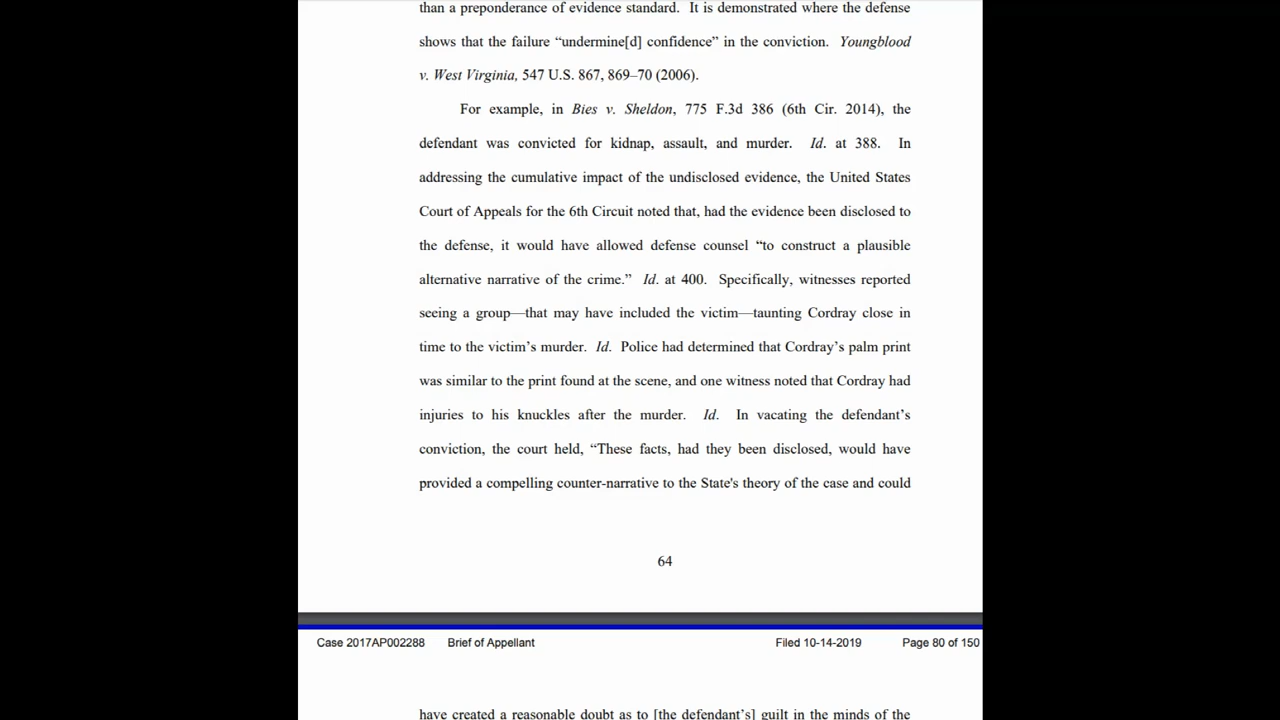 than a preponderance of evidence standard. It is demonstrated where the defense
shows that the failure “undermine[d] confidence” in the conviction. Youngblood
v. West Virginia, 547 U.S. 867, 869–70 (2006).
For example, in Bies v. Sheldon, 775 F.3d 386 (6th Cir. 2014), the
defendant was convicted for kidnap, assault, and murder. Id. at 388. In
addressing the cumulative impact of the undisclosed evidence, the United States
Court of Appeals for the 6th Circuit noted that, had the evidence been disclosed to
the defense, it would have allowed defense counsel “to construct a plausible
alternative narrative of the crime.” Id. at 400. Specifically, witnesses reported
seeing a group—that may have included the victim—taunting Cordray close in
time to the victim’s murder. Id. Police had determined that Cordray’s palm print
was similar to the print found at the scene, and one witness noted that Cordray had
injuries to his knuckles after the murder. Id. In vacating the defendant’s
conviction, the court held, “These facts, had they been disclosed, would have
provided a compelling counter-narrative to the State's theory of the case and could
64
Case 2017AP002288 Brief of Appellant Filed 10-14-2019 Page 80 of 150
have created a reasonable doubt as to [the defendant’s] guilt in the minds of the